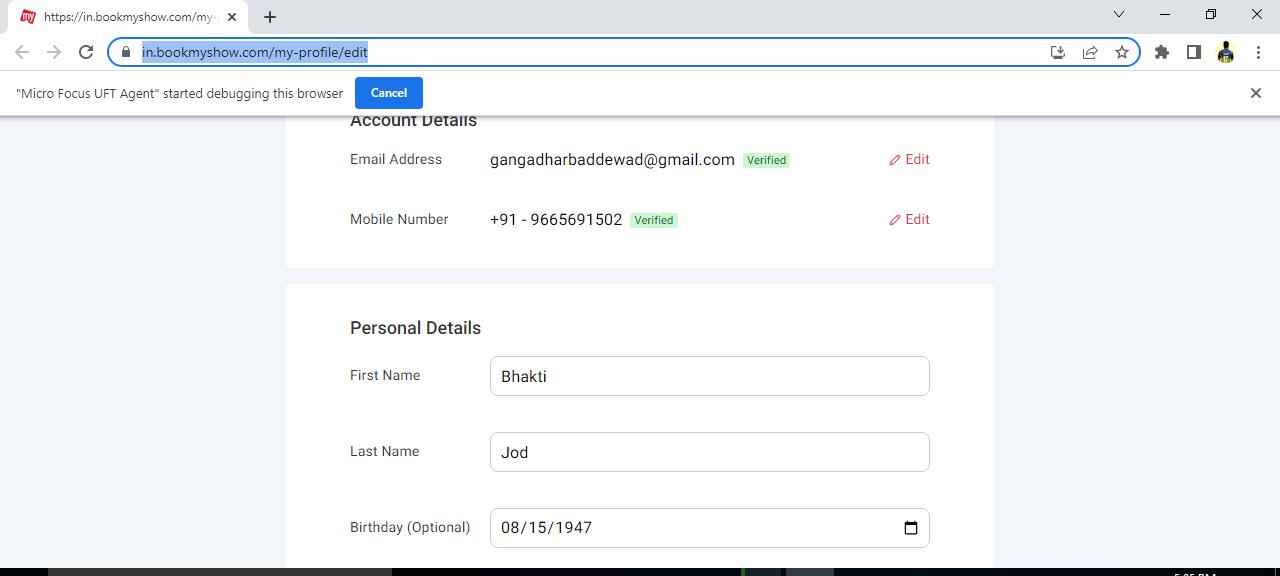 my https://in.bookmyshow.com/my-
in.bookmyshow.com/my-profile/edit
"Micro Focus UFT Agent" started debugging this browser Cancel
Account Details
Email Address gangadharbaddewad@gmail.com Verified Edit
Mobile Number +91 - 9665691502 Verified Edit
Personal Details
First Name Bhakti
Last Name Jod
Birthday (Optional) 08/15/1947